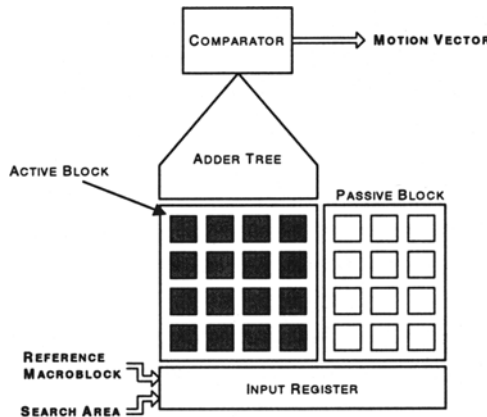 COMPARATOR
MOTION VECTOR
ADDER TREE
ACTIVE BLOCK
PASSIVE BLOCK
REFERENCE
MACROBLOCK
INPUT REGISTER
SEARCH AREA